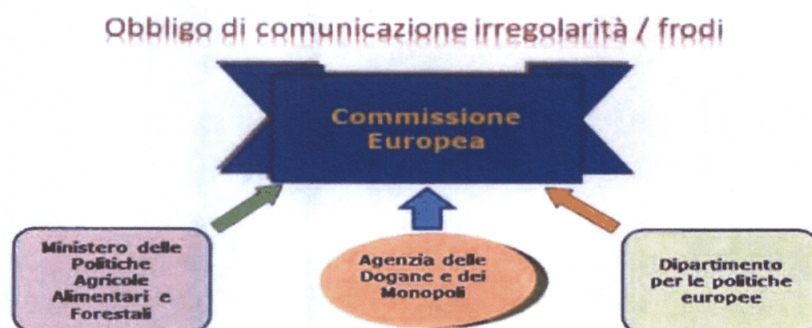 Obbligo di comunicazione irregolarità / frodi
Commissione
Europea
Ministero delle
Politiche
Agricole
Alimentari e
Forestali
Agenzia delle
Dogane e dei
Monopoli
Dipartimento
per le politiche
europee